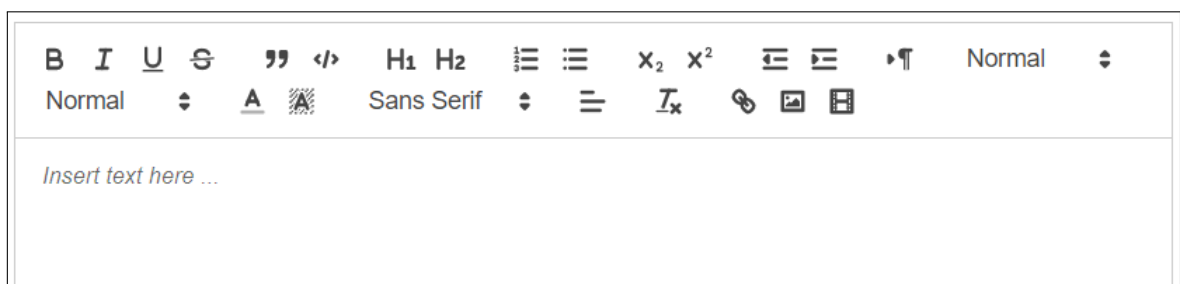 B I U S ❞ </> H1 H2 X₂ X² ¶ Normal
Normal A A Sans Serif Tx
Insert text here ...